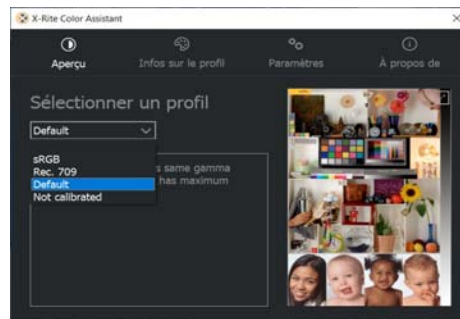 X-Rite Color Assistant
Aperçu
Infos sur le profil
Paramètres
À propos de
Sélectionner un profil
Default
sRGB
Rec. 709
Default
Not calibrated
s same gamma
has maximum